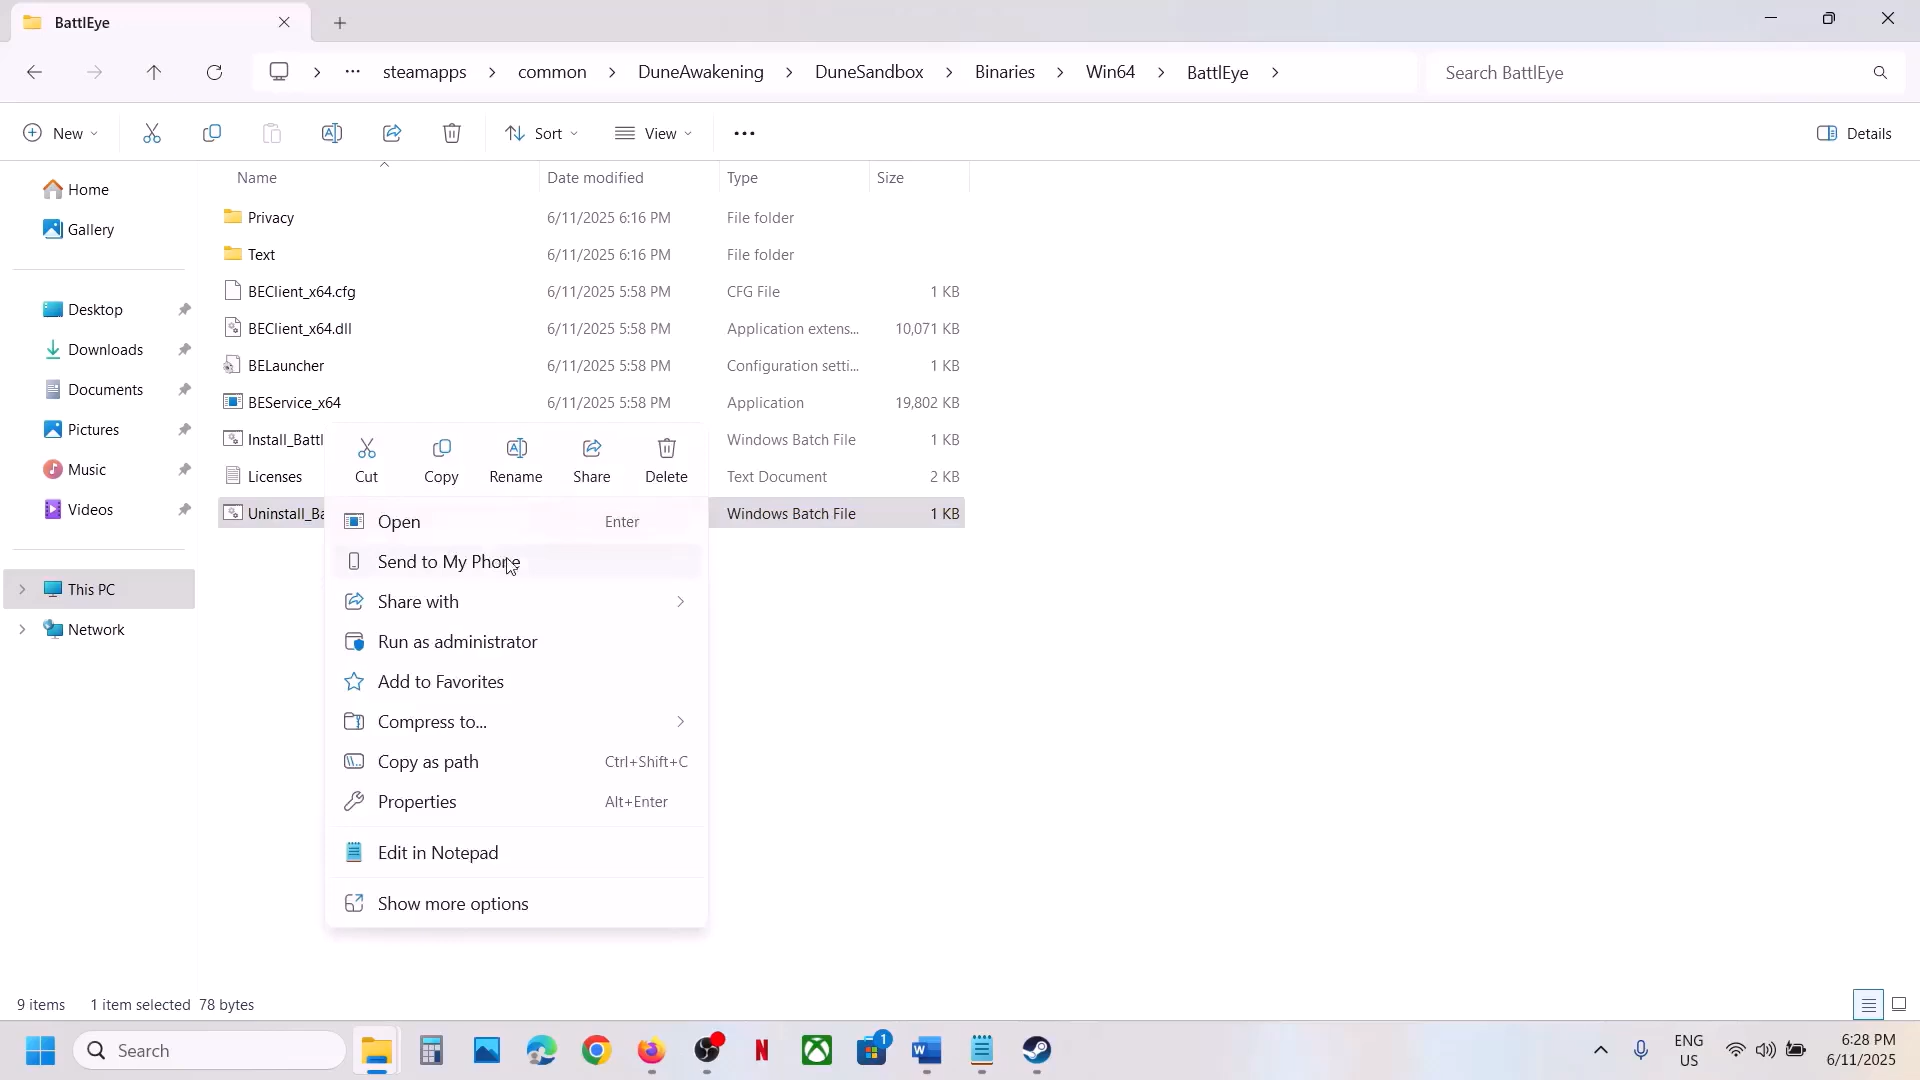 BattlEye
steamapps > common > DuneAwakening > DuneSandbox > Binaries > Win64 > BattlEye >
Search BattlEye
New
Sort
View
Details
Name Date modified Type Size
Home
Gallery
Desktop
Downloads
Documents
Pictures
Music
Videos
This PC
Network
Privacy 6/11/2025 6:16 PM File folder
Text 6/11/2025 6:16 PM File folder
BEClient_x64.cfg 6/11/2025 5:58 PM CFG File 1 KB
BEClient_x64.dll 6/11/2025 5:58 PM Application extens... 10,071 KB
BELauncher 6/11/2025 5:58 PM Configuration setti... 1 KB
BEService_x64 6/11/2025 5:58 PM Application 19,802 KB
Install_Battl Windows Batch File 1 KB
Licenses Text Document 2 KB
Uninstall_Ba Windows Batch File 1 KB
Cut Copy Rename Share Delete
Open Enter
Send to My Phone
Share with
Run as administrator
Add to Favorites
Compress to...
Copy as path Ctrl+Shift+C
Properties Alt+Enter
Edit in Notepad
Show more options
9 items 1 item selected 78 bytes
Search
1
ENG
US
6:28 PM
6/11/2025